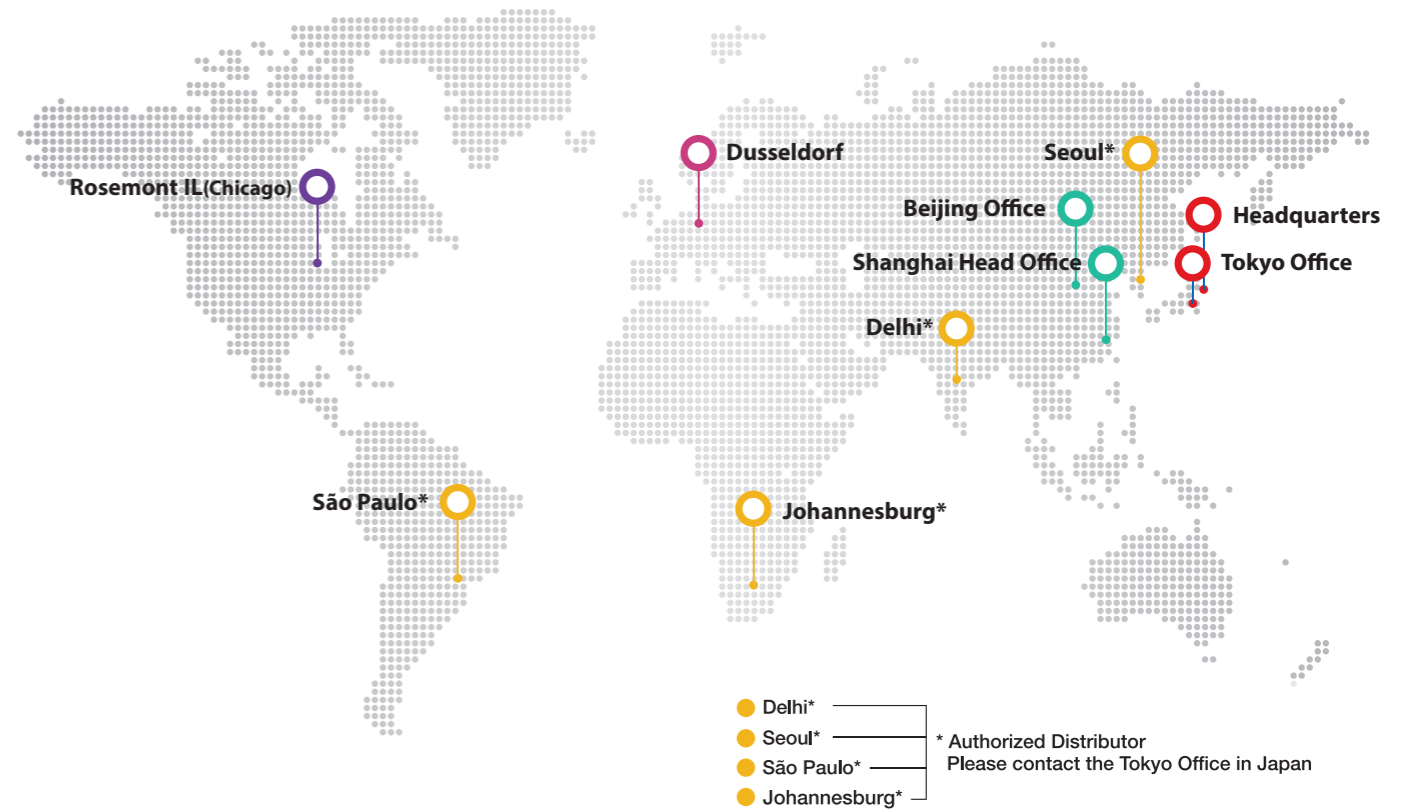 Dusseldorf
Seoul*
Rosemont IL(Chicago)
Beijing Office
Headquarters
Shanghai Head Office
Tokyo Office
Delhi*
São Paulo*
Johannesburg*
Delhi*
Seoul*
* Authorized Distributor
Please contact the Tokyo Office in Japan
São Paulo*
Johannesburg*